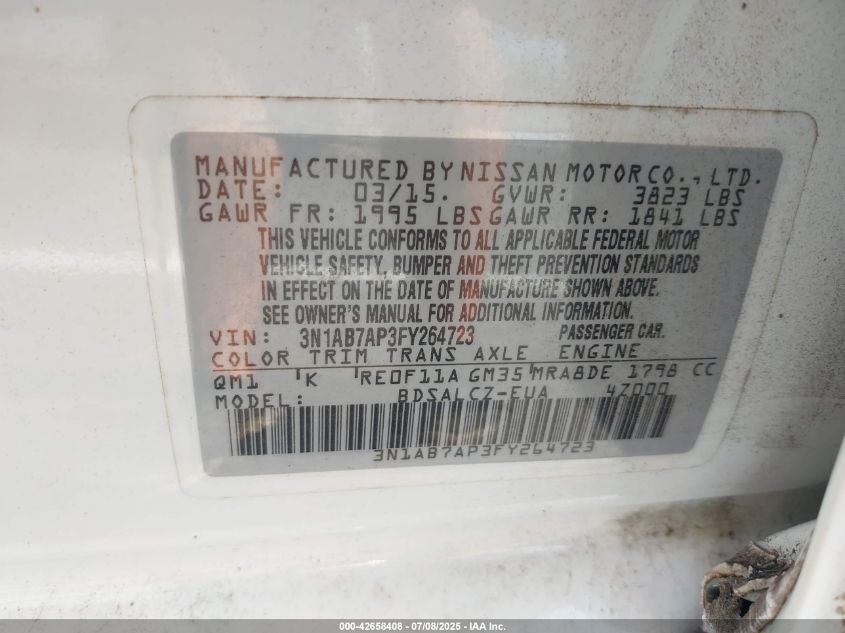 MANUFACTURED BY NISSAN MOTOR CO., LTD.
DATE: 03/15. GVWR: 3823 LBS
GAWR FR: 1995 LBS GAWR RR: 1841 LBS
THIS VEHICLE CONFORMS TO ALL APPLICABLE FEDERAL MOTOR
VEHICLE SAFETY, BUMPER AND THEFT PREVENTION STANDARDS
IN EFFECT ON THE DATE OF MANUFACTURE SHOWN ABOVE.
SEE OWNER'S MANUAL FOR ADDITIONAL INFORMATION.
VIN: 3N1AB7AP3FY264723 PASSENGER CAR.
COLOR TRIM TRANS AXLE ENGINE
QM1 K RE0F11A GM35 MRA8DE 1798 CC
MODEL: BDSALCZ-EUA 4Z000
3N1AB7AP3FY264723
000-42658408 - 07/08/2025 - IAA Inc.